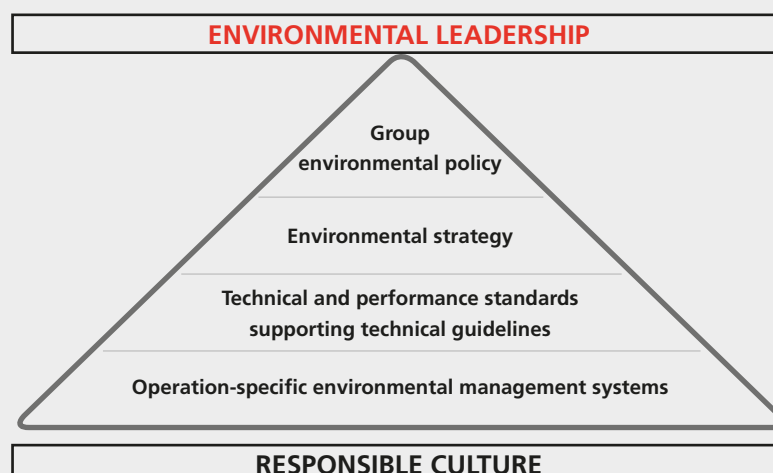 ENVIRONMENTAL LEADERSHIP
Group
environmental policy
Environmental strategy
Technical and performance standards
supporting technical guidelines
Operation-specific environmental management systems
RESPONSIBLE CULTURE